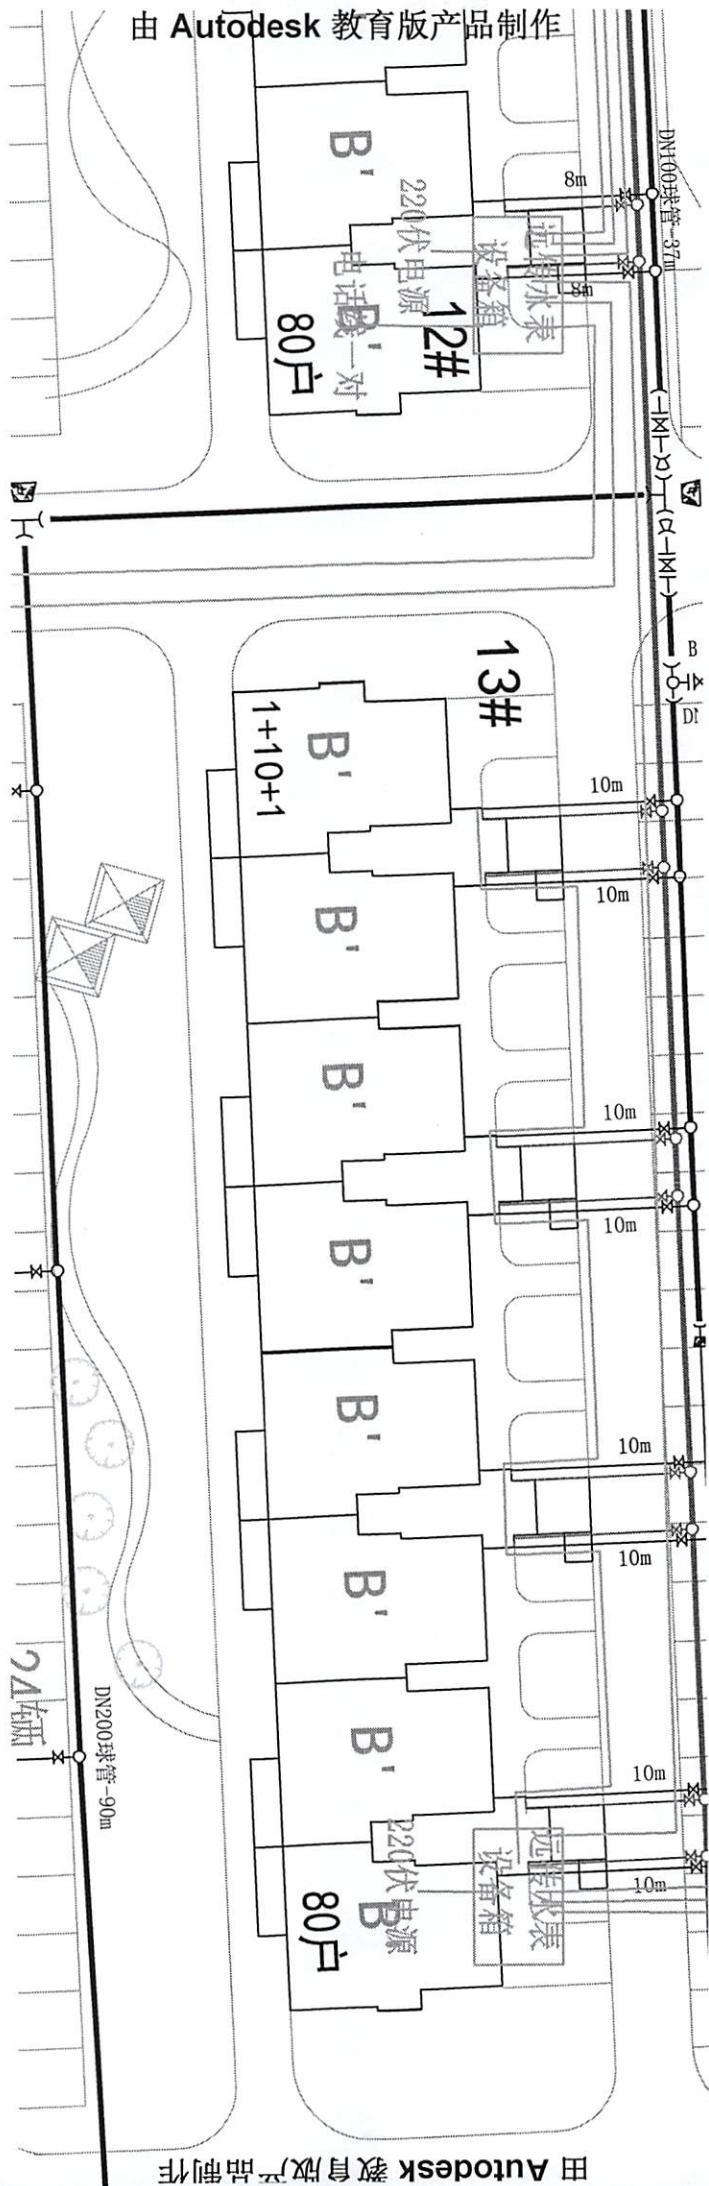 由 Autodesk 教育版产品制作
DN100球管-37m
B'
8m
220伏电源
远传水表
设备箱
8m
电话线一对
B'
12#
80户
13#
B
1+10+1
B'
10m
10m
B'
B'
10m
B'
10m
B'
10m
B'
10m
24辆
DN200球管-90m
B'
10m
220伏电源
远传水表
设备箱
10m
B'
80户
由 Autodesk 教育版产品制作